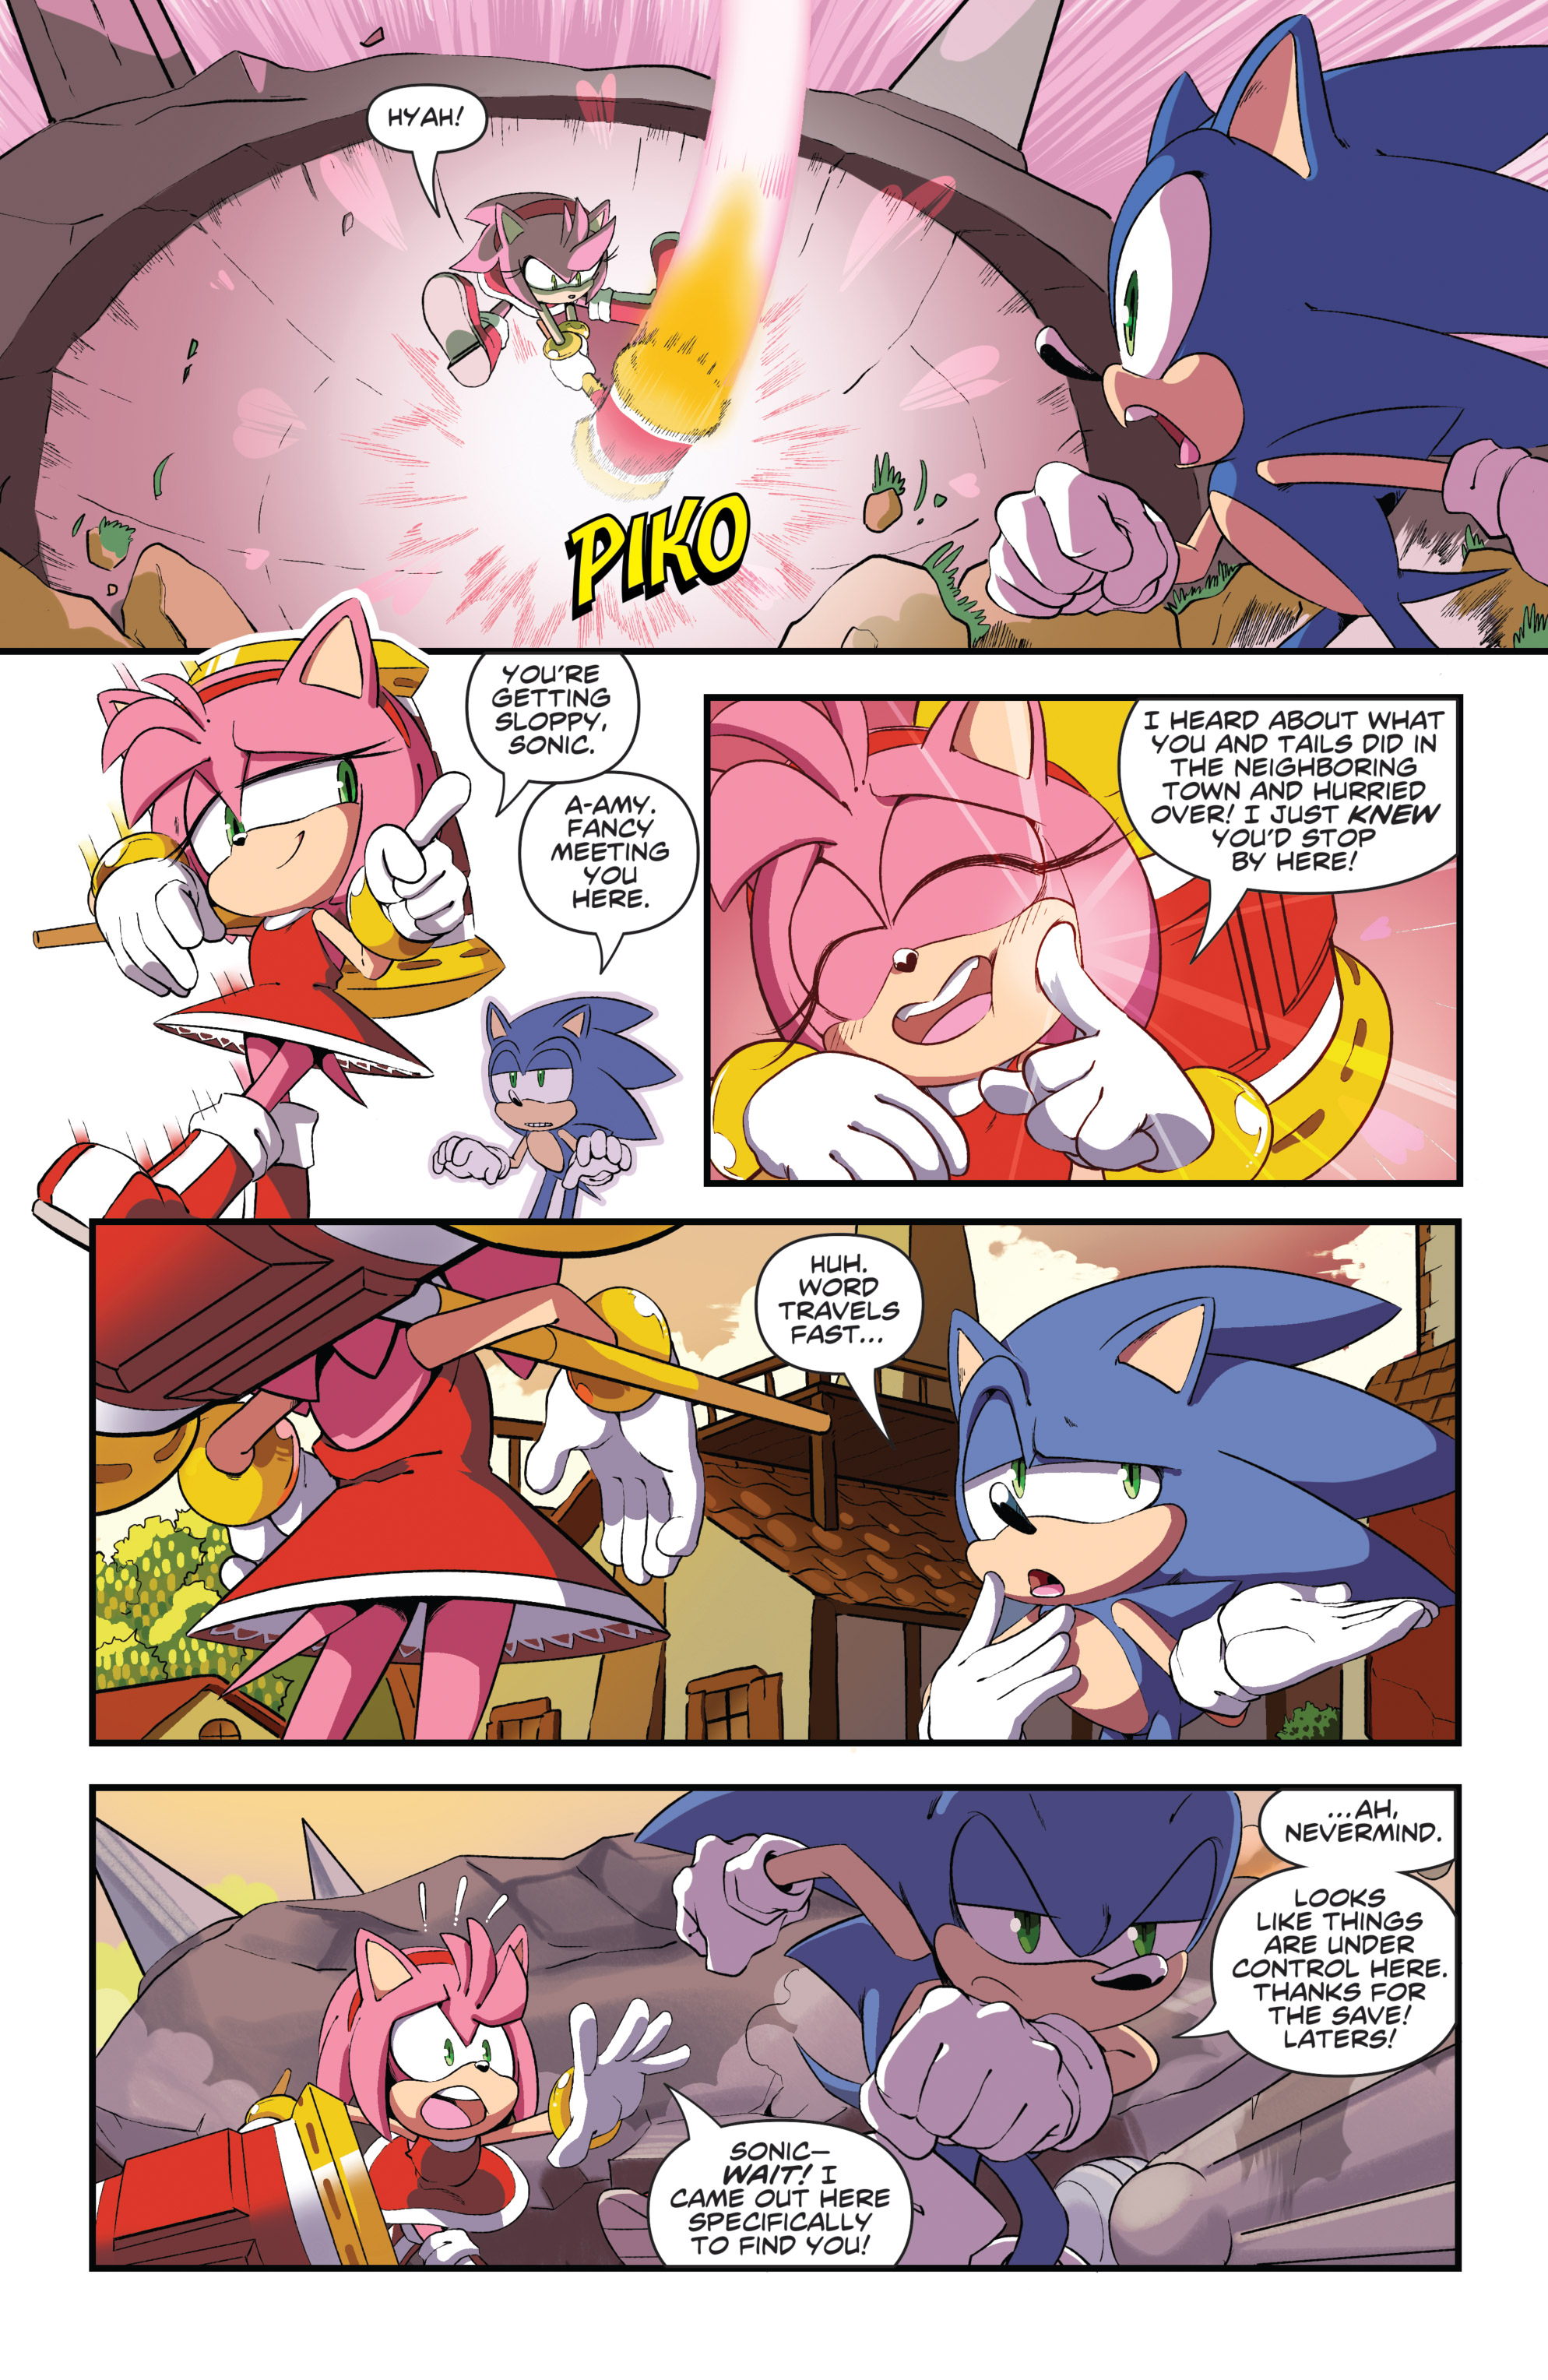 HYAH!
PIKO
YOU'RE
GETTING
SLOPPY,
SONIC.
A-AMY.
FANCY
MEETING
YOU
HERE.
I HEARD ABOUT WHAT
YOU AND TAILS DID IN
THE NEIGHBORING
TOWN AND HURRIED
OVER! I JUST KNEW
YOU'D STOP
BY HERE!
HUH.
WORD
TRAVELS
FAST...
...AH,
NEVERMIND.
LOOKS
LIKE THINGS
ARE UNDER
CONTROL HERE.
THANKS FOR
THE SAVE!
LATERS!
SONIC—
WAIT! I
CAME OUT HERE
SPECIFICALLY
TO FIND YOU!